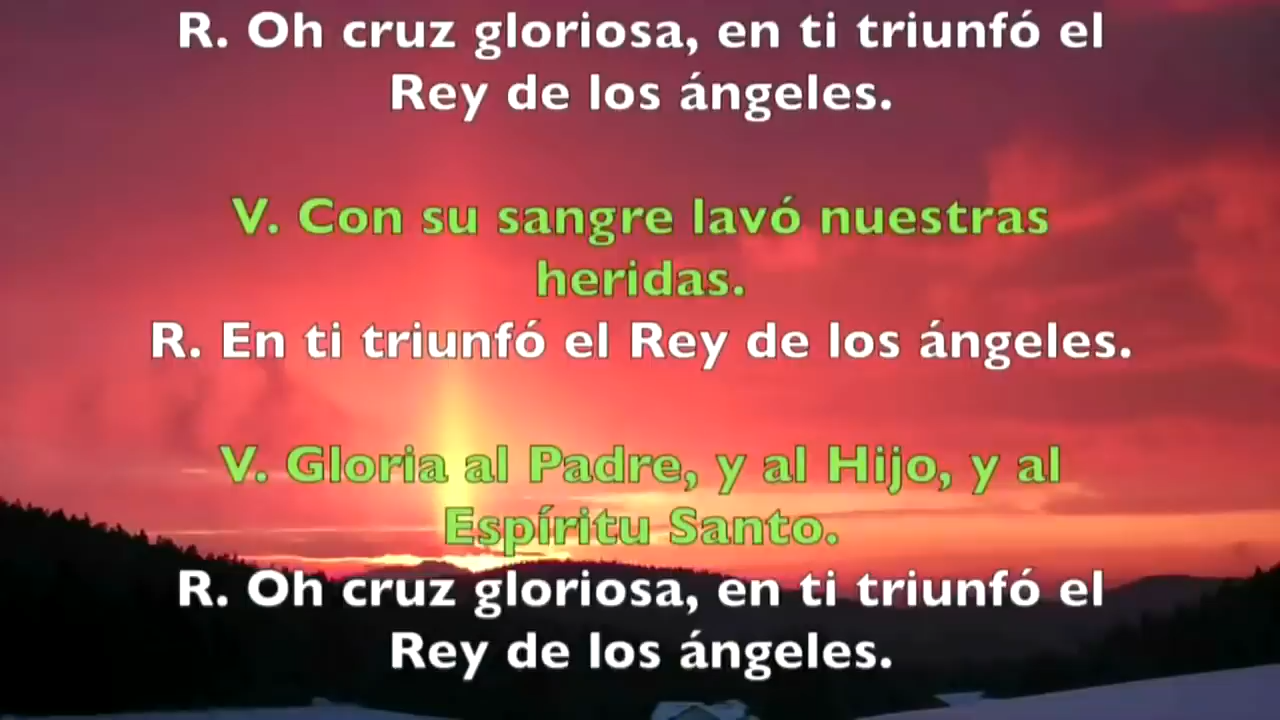 R. Oh cruz gloriosa, en ti triunfó el
Rey de los ángeles.
V. Con su sangre lavó nuestras
heridas.
R. En ti triunfó el Rey de los ángeles.
V. Gloria al Padre, y al Hijo, y al
Espíritu Santo.
R. Oh cruz gloriosa, en ti triunfó el
Rey de los ángeles.